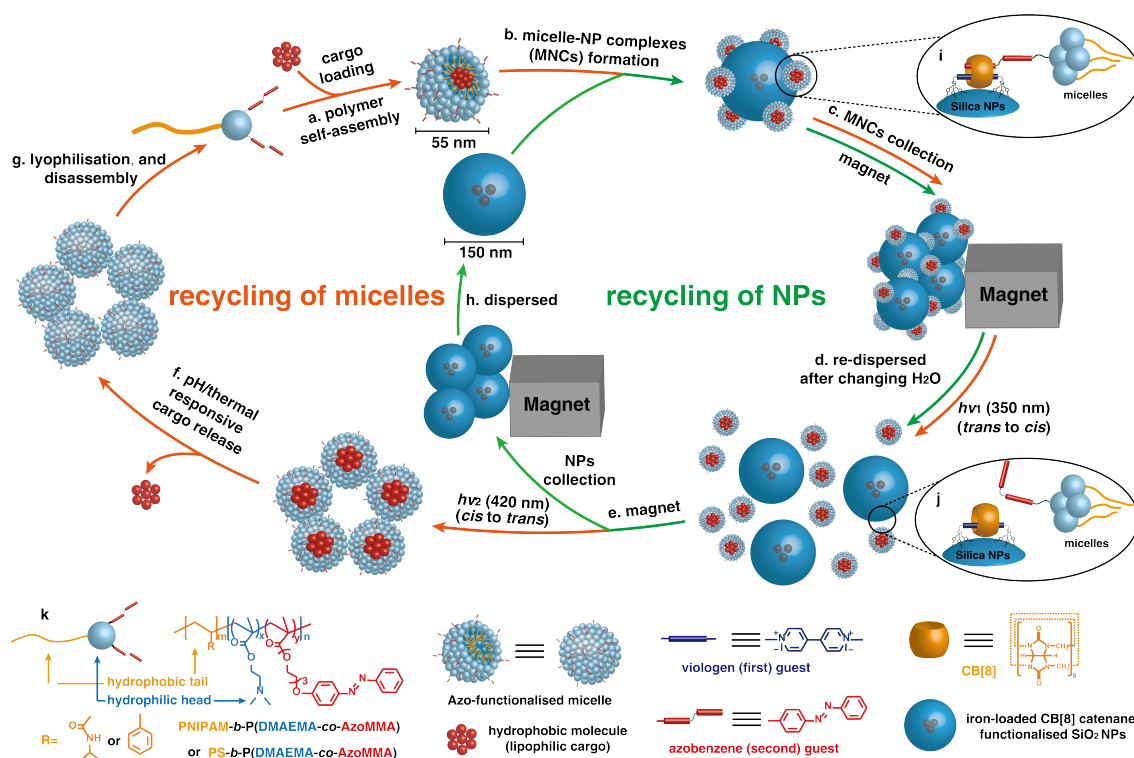 cargo
loading
a. polymer
self-assembly
55 nm
b. micelle-NP complexes
(MNCs) formation
i
Silica NPs
micelles
c. MNCs collection
magnet
g. lyophilisation, and
disassembly
150 nm
recycling of micelles
recycling of NPs
h. dispersed
Magnet
Magnet
d. re-dispersed
after changing H2O
hv1 (350 nm)
(trans to cis)
f. pH/thermal
responsive
cargo release
NPs
collection
hv2 (420 nm)
(cis to trans)
e. magnet
j
Silica NPs
micelles
k
hydrophobic tail
hydrophilic head
R=
O
N
H
or
R
m
x
y
n
O
O
O
O
N
3
O
N
N
PNIPAM-b-P(DMAEMA-co-AzoMMA)
or PS-b-P(DMAEMA-co-AzoMMA)
Azo-functionalised micelle
hydrophobic molecule
(lipophilic cargo)
N+
I−
N+
I−
viologen (first) guest
N
N
azobenzene (second) guest
CB[8]
O
N
N
CH2
H
H
N
N
CH2
O
8
iron-loaded CB[8] catenane
functionalised SiO2 NPs